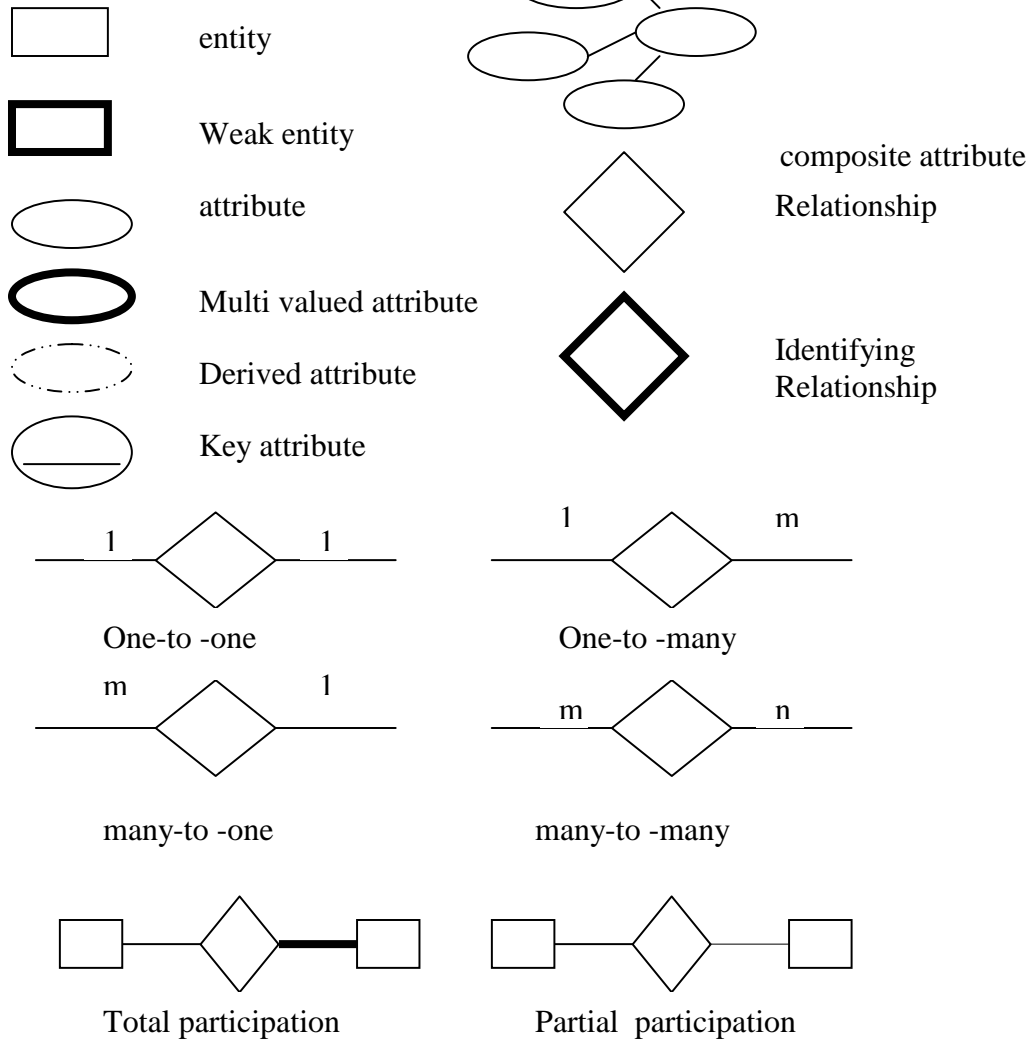 entity
Weak entity
composite attribute
attribute
Relationship
Multi valued attribute
Identifying
Relationship
Derived attribute
Key attribute
1 1
1 m
One-to -one
One-to -many
m 1
m n
many-to -one
many-to -many
Total participation
Partial participation